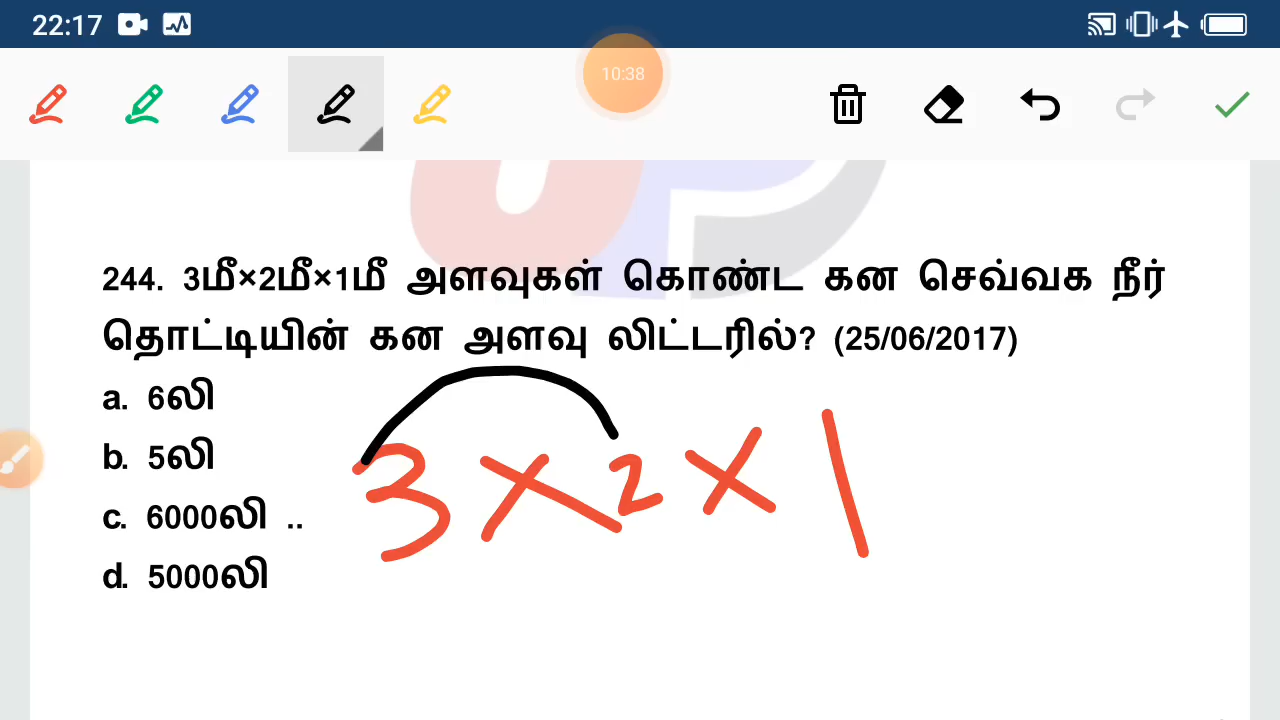 22:17
10:38
244. 3மீ×2மீ×1மீ அளவுகள் கொண்ட கன செவ்வக நீர்
தொட்டியின் கன அளவு லிட்டரில்? (25/06/2017)
a. 6லி
b. 5லி
c. 6000லி ..
d. 5000லி
3 × 2 × 1